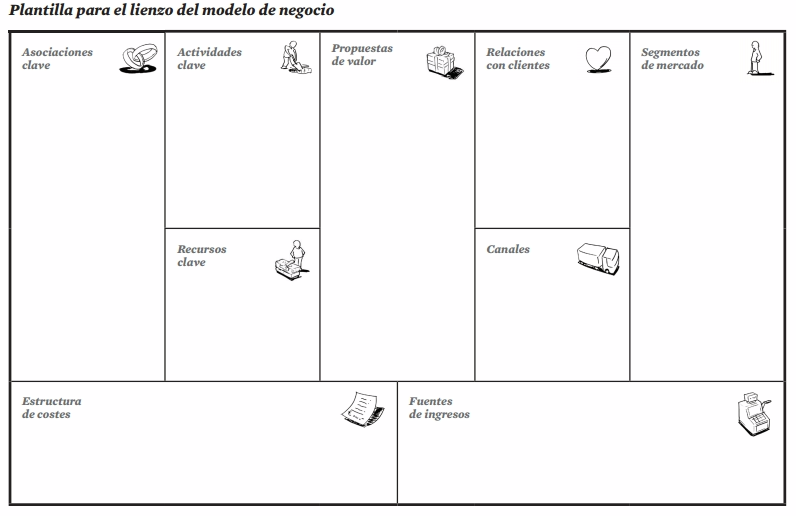 Plantilla para el lienzo del modelo de negocio
Asociaciones
clave
Actividades
clave
Propuestas
de valor
Relaciones
con clientes
Segmentos
de mercado
Recursos
clave
Canales
Estructura
de costes
Fuentes
de ingresos